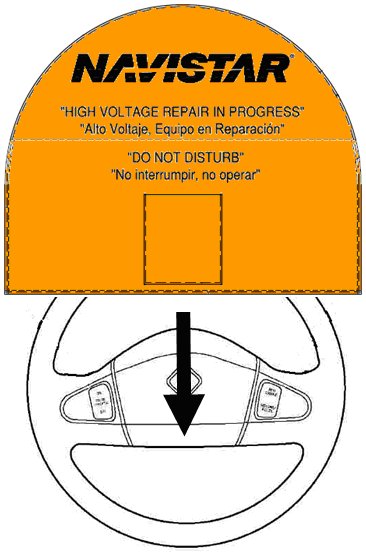 NAVISTAR®
"HIGH VOLTAGE REPAIR IN PROGRESS"
"Alto Voltaje, Equipo en Reparación"
"DO NOT DISTURB"
"No interrumpir, no operar"